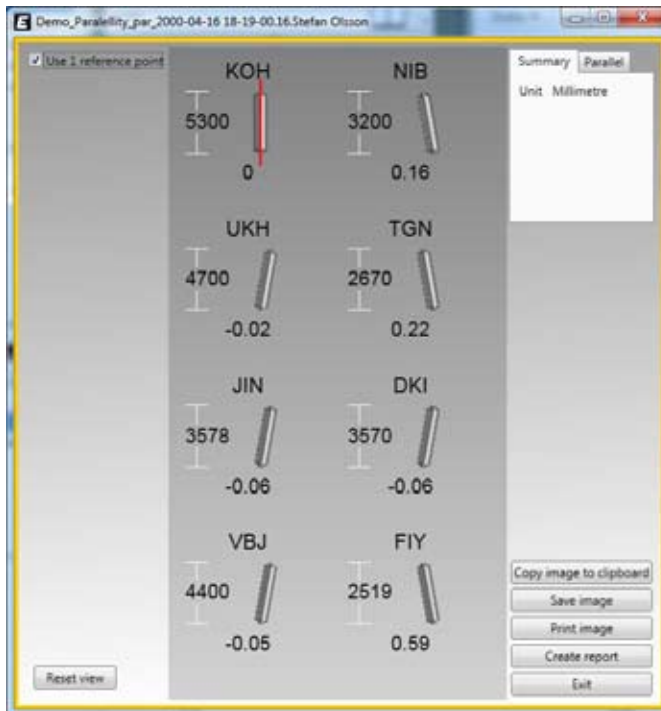 Demo_Paralellity_par_2000-04-16 18-19-00.16.Stefan Olsson
Use 1 reference point
KOH
NIB
5300
3200
0
0.16
UKH
TGN
4700
2670
-0.02
0.22
JIN
DKI
3578
3570
-0.06
-0.06
VBJ
FIY
4400
2519
-0.05
0.59
Summary
Parallel
Unit Millimetre
Copy image to clipboard
Save image
Print image
Create report
Exit
Reset view